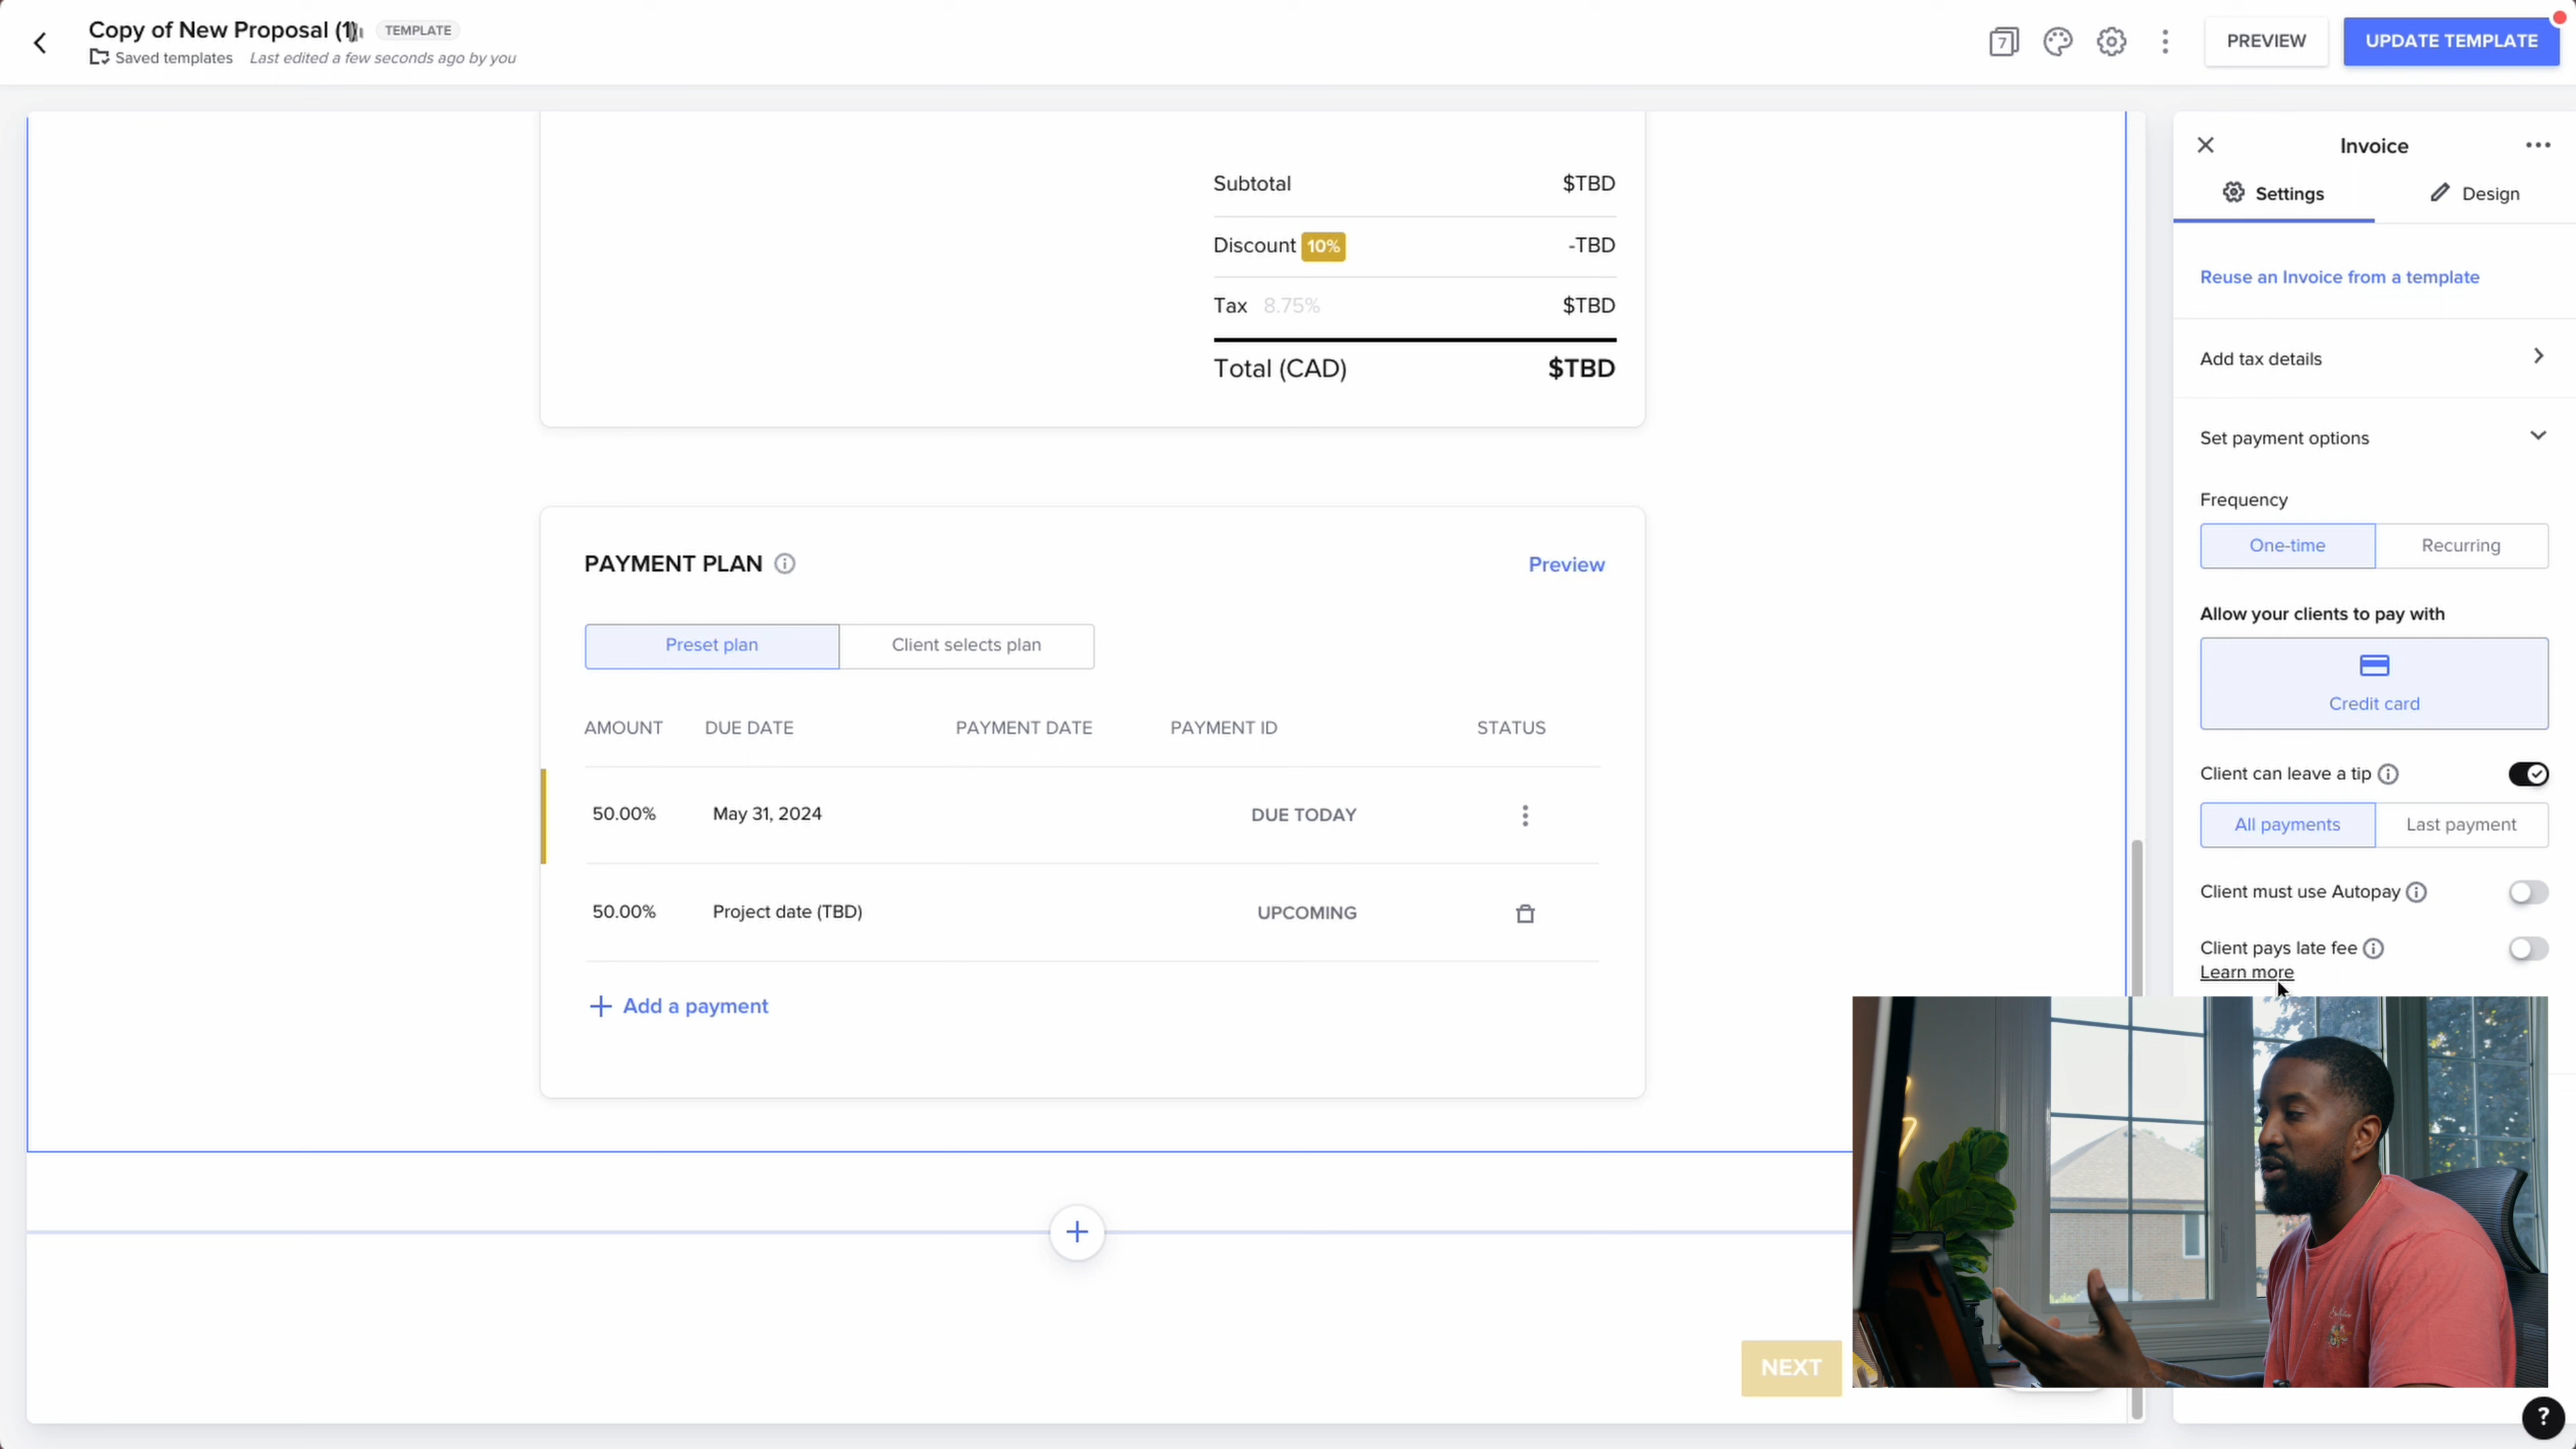 Copy of New Proposal (1) TEMPLATE
Saved templates Last edited a few seconds ago by you
7
PREVIEW
UPDATE TEMPLATE
Subtotal $TBD
Discount 10% -TBD
Tax 8.75% $TBD
Total (CAD) $TBD
PAYMENT PLAN
Preview
Preset plan Client selects plan
AMOUNT DUE DATE PAYMENT DATE PAYMENT ID STATUS
50.00% May 31, 2024 DUE TODAY
50.00% Project date (TBD) UPCOMING
+ Add a payment
NEXT
Invoice
Settings Design
Reuse an Invoice from a template
Add tax details
Set payment options
Frequency
One-time Recurring
Allow your clients to pay with
Credit card
Client can leave a tip
All payments Last payment
Client must use Autopay
Client pays late fee
Learn more
?